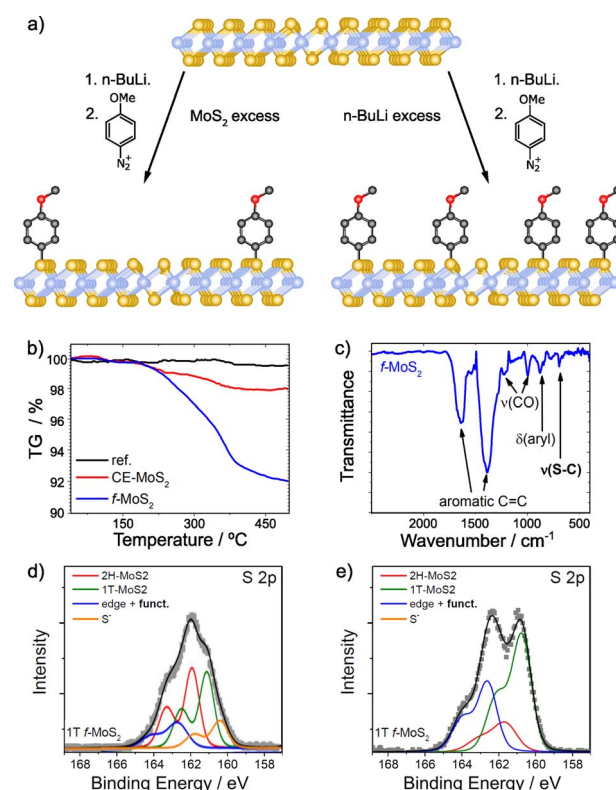 a)
1. n-BuLi.
2.
OMe
N2+
MoS2 excess
n-BuLi excess
1. n-BuLi.
2.
OMe
N2+
b)
100
98
96
94
92
90
TG / %
ref.
CE-MoS2
f-MoS2
150 300 450
Temperature / ºC
c)
f-MoS2
Transmittance
ν(CO)
δ(aryl)
ν(S-C)
aromatic C=C
2000 1500 1000 500
Wavenumber / cm-1
d)
2H-MoS2
1T-MoS2
edge + funct.
S-
S 2p
Intensity
1T f-MoS2
168 166 164 162 160 158
Binding Energy / eV
e)
2H-MoS2
1T-MoS2
edge + funct.
S-
S 2p
Intensity
1T f-MoS2
168 166 164 162 160 158
Binding Energy / eV